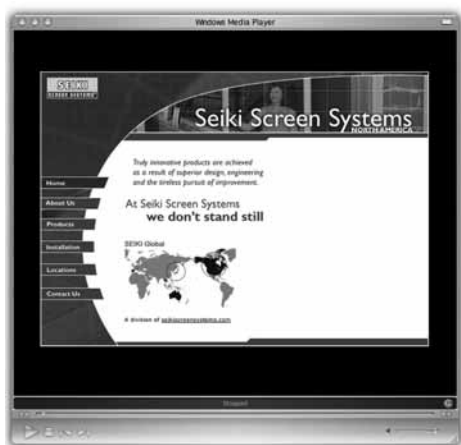 Windows Media Player
SEIKI
SCREEN SYSTEMS
Seiki Screen Systems
NORTH AMERICA
Truly innovative products are achieved
as a result of superior design, engineering
and the tireless pursuit of improvement.
At Seiki Screen Systems
we don't stand still
Home
About Us
Products
Installation
Locations
Contact Us
SEIKI Global
A division of seikiscreensystems.com
Stopped